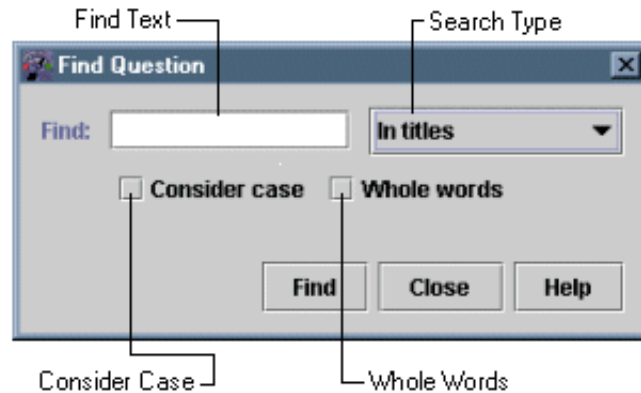 Find Text Search Type
Find Question
Find: In titles
Consider case Whole words
Find Close Help
Consider Case Whole Words